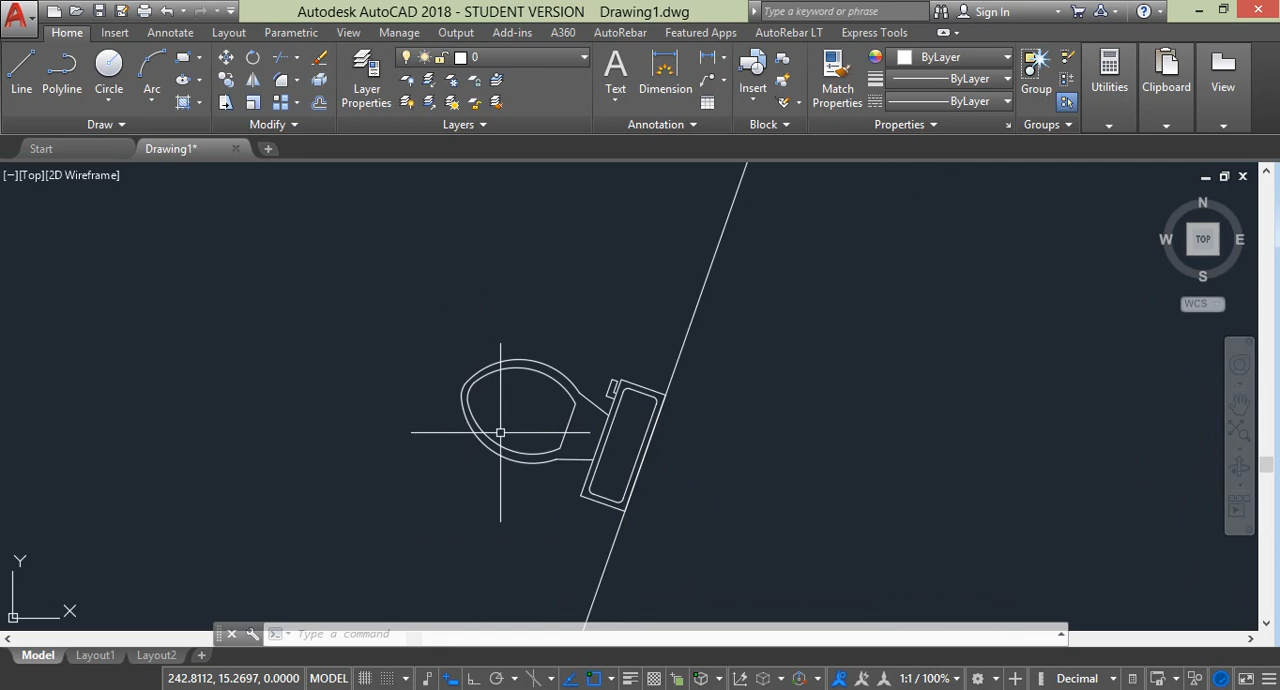 Autodesk AutoCAD 2018 - STUDENT VERSION Drawing1.dwg
Type a keyword or phrase
Sign In
Home Insert Annotate Layout Parametric View Manage Output Add-ins A360 AutoRebar Featured Apps AutoRebar LT Express Tools
0
ByLayer
Line Polyline Circle Arc
Layer
Properties
Text Dimension
Insert
Match
Properties
ByLayer
ByLayer
Group
Utilities Clipboard View
Draw Modify Layers Annotation Block Properties Groups
Start Drawing1*
[−][Top][2D Wireframe]
N
W TOP E
S
WCS
Y
X
Type a command
Model Layout1 Layout2
242.8112, 15.2697, 0.0000 MODEL 1:1 / 100% Decimal